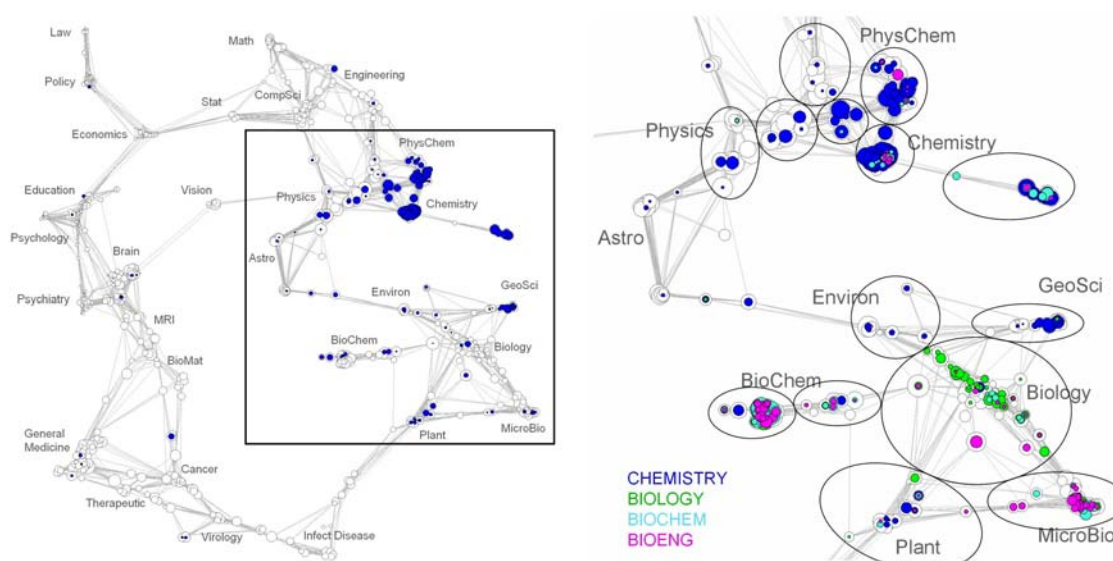 Law
Math
Policy
Engineering
Stat
CompSci
Economics
PhysChem
Education
Vision
Physics
Chemistry
Psychology
Brain
Astro
Psychiatry
Environ
GeoSci
MRI
BioChem
Biology
BioMat
General
Medicine
Plant
MicroBio
Cancer
Therapeutic
Virology
Infect Disease
PhysChem
Physics
Chemistry
Astro
Environ
GeoSci
BioChem
Biology
CHEMISTRY
BIOLOGY
BIOCHEM
BIOENG
Plant
MicroBio